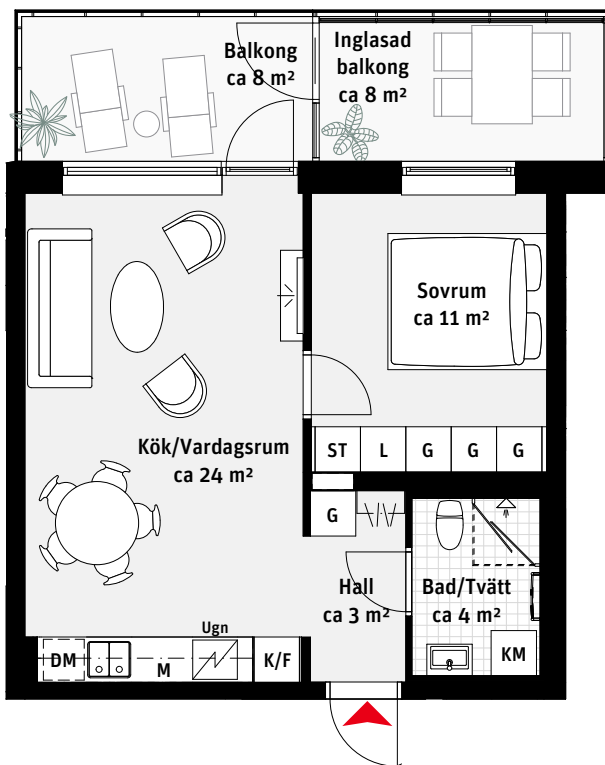 Balkong
ca 8 m²
Inglasad
balkong
ca 8 m²
Sovrum
ca 11 m²
Kök/Vardagsrum
ca 24 m²
ST L G G G
G
Hall
ca 3 m²
Bad/Tvätt
ca 4 m²
Ugn
DM M K/F
KM